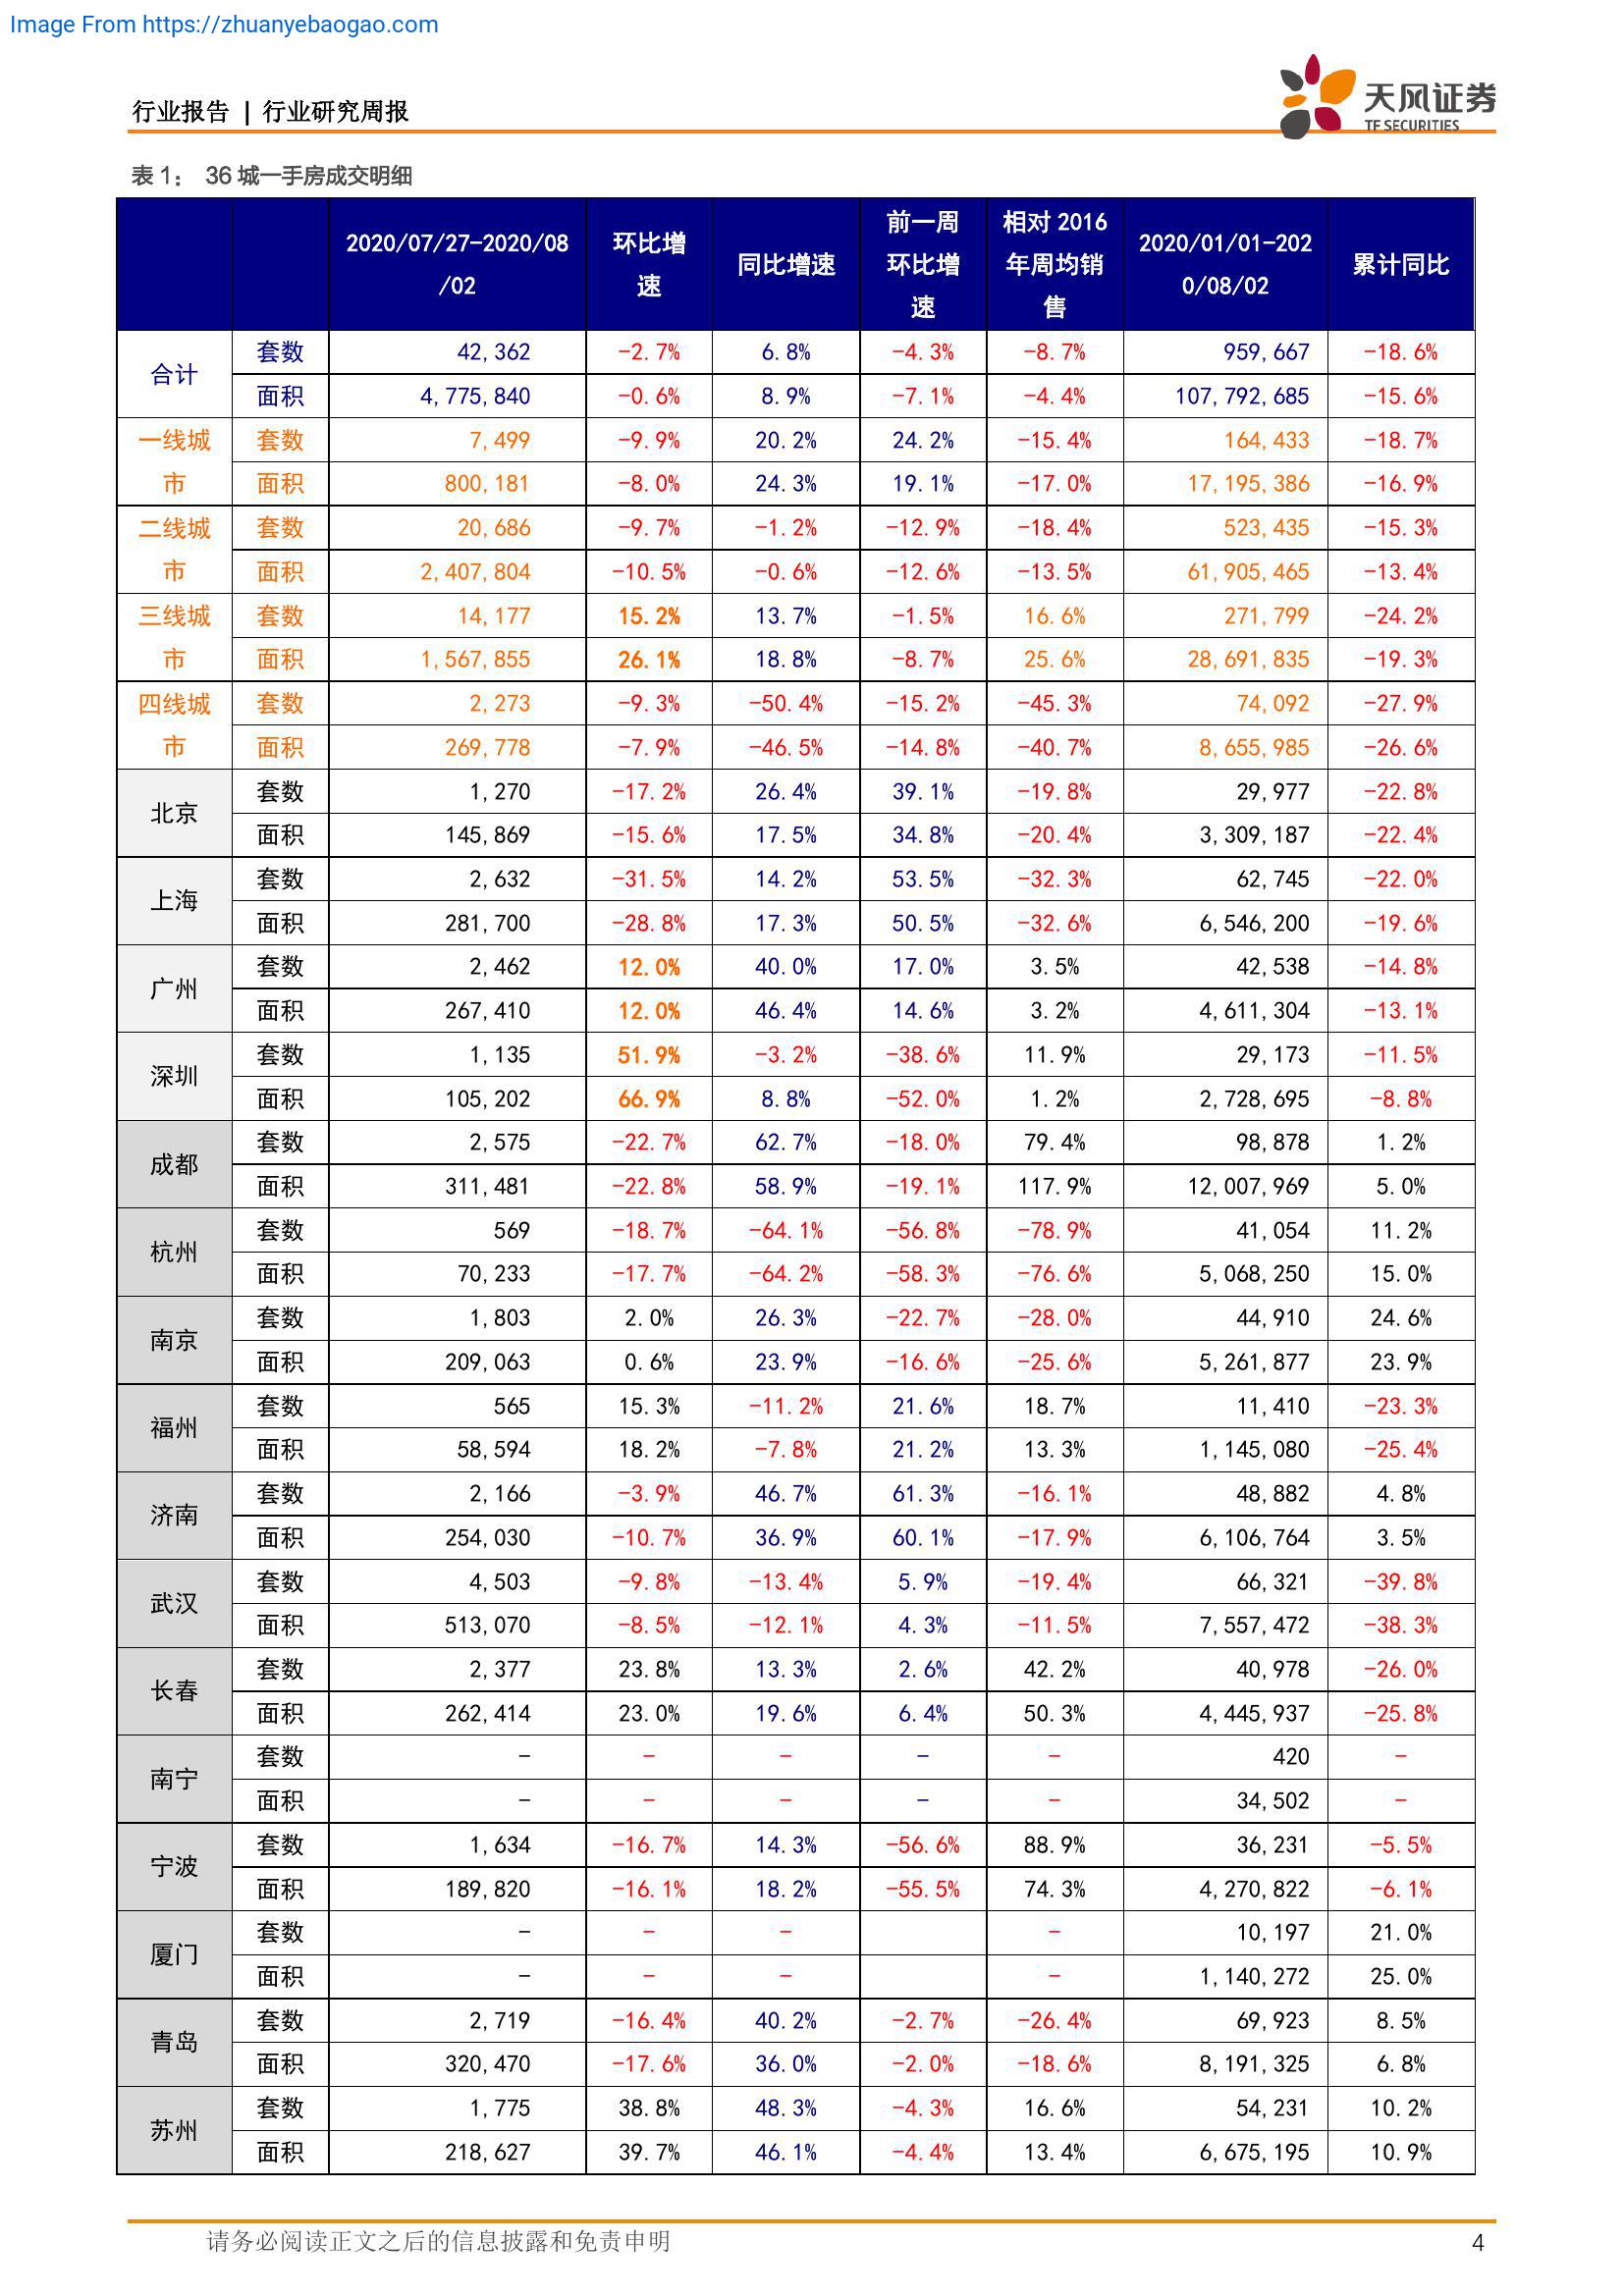 Image From https://zhuanyebaogao.com
行业报告 | 行业研究周报
天风证券
TF SECURITIES
表 1： 36 城一手房成交明细
2020/07/27-2020/08/02 环比增速 同比增速 前一周环比增速 相对 2016 年周均销售 2020/01/01-2020/08/02 累计同比
合计 套数 42,362 -2.7% 6.8% -4.3% -8.7% 959,667 -18.6%
面积 4,775,840 -0.6% 8.9% -7.1% -4.4% 107,792,685 -15.6%
一线城市 套数 7,499 -9.9% 20.2% 24.2% -15.4% 164,433 -18.7%
面积 800,181 -8.0% 24.3% 19.1% -17.0% 17,195,386 -16.9%
二线城市 套数 20,686 -9.7% -1.2% -12.9% -18.4% 523,435 -15.3%
面积 2,407,804 -10.5% -0.6% -12.6% -13.5% 61,905,465 -13.4%
三线城市 套数 14,177 15.2% 13.7% -1.5% 16.6% 271,799 -24.2%
面积 1,567,855 26.1% 18.8% -8.7% 25.6% 28,691,835 -19.3%
四线城市 套数 2,273 -9.3% -50.4% -15.2% -45.3% 74,092 -27.9%
面积 269,778 -7.9% -46.5% -14.8% -40.7% 8,655,985 -26.6%
北京 套数 1,270 -17.2% 26.4% 39.1% -19.8% 29,977 -22.8%
面积 145,869 -15.6% 17.5% 34.8% -20.4% 3,309,187 -22.4%
上海 套数 2,632 -31.5% 14.2% 53.5% -32.3% 62,745 -22.0%
面积 281,700 -28.8% 17.3% 50.5% -32.6% 6,546,200 -19.6%
广州 套数 2,462 12.0% 40.0% 17.0% 3.5% 42,538 -14.8%
面积 267,410 12.0% 46.4% 14.6% 3.2% 4,611,304 -13.1%
深圳 套数 1,135 51.9% -3.2% -38.6% 11.9% 29,173 -11.5%
面积 105,202 66.9% 8.8% -52.0% 1.2% 2,728,695 -8.8%
成都 套数 2,575 -22.7% 62.7% -18.0% 79.4% 98,878 1.2%
面积 311,481 -22.8% 58.9% -19.1% 117.9% 12,007,969 5.0%
杭州 套数 569 -18.7% -64.1% -56.8% -78.9% 41,054 11.2%
面积 70,233 -17.7% -64.2% -58.3% -76.6% 5,068,250 15.0%
南京 套数 1,803 2.0% 26.3% -22.7% -28.0% 44,910 24.6%
面积 209,063 0.6% 23.9% -16.6% -25.6% 5,261,877 23.9%
福州 套数 565 15.3% -11.2% 21.6% 18.7% 11,410 -23.3%
面积 58,594 18.2% -7.8% 21.2% 13.3% 1,145,080 -25.4%
济南 套数 2,166 -3.9% 46.7% 61.3% -16.1% 48,882 4.8%
面积 254,030 -10.7% 36.9% 60.1% -17.9% 6,106,764 3.5%
武汉 套数 4,503 -9.8% -13.4% 5.9% -19.4% 66,321 -39.8%
面积 513,070 -8.5% -12.1% 4.3% -11.5% 7,557,472 -38.3%
长春 套数 2,377 23.8% 13.3% 2.6% 42.2% 40,978 -26.0%
面积 262,414 23.0% 19.6% 6.4% 50.3% 4,445,937 -25.8%
南宁 套数 - - - - - 420 -
面积 - - - - - 34,502 -
宁波 套数 1,634 -16.7% 14.3% -56.6% 88.9% 36,231 -5.5%
面积 189,820 -16.1% 18.2% -55.5% 74.3% 4,270,822 -6.1%
厦门 套数 - - - - 10,197 21.0%
面积 - - - - 1,140,272 25.0%
青岛 套数 2,719 -16.4% 40.2% -2.7% -26.4% 69,923 8.5%
面积 320,470 -17.6% 36.0% -2.0% -18.6% 8,191,325 6.8%
苏州 套数 1,775 38.8% 48.3% -4.3% 16.6% 54,231 10.2%
面积 218,627 39.7% 46.1% -4.4% 13.4% 6,675,195 10.9%
请务必阅读正文之后的信息披露和免责申明 4